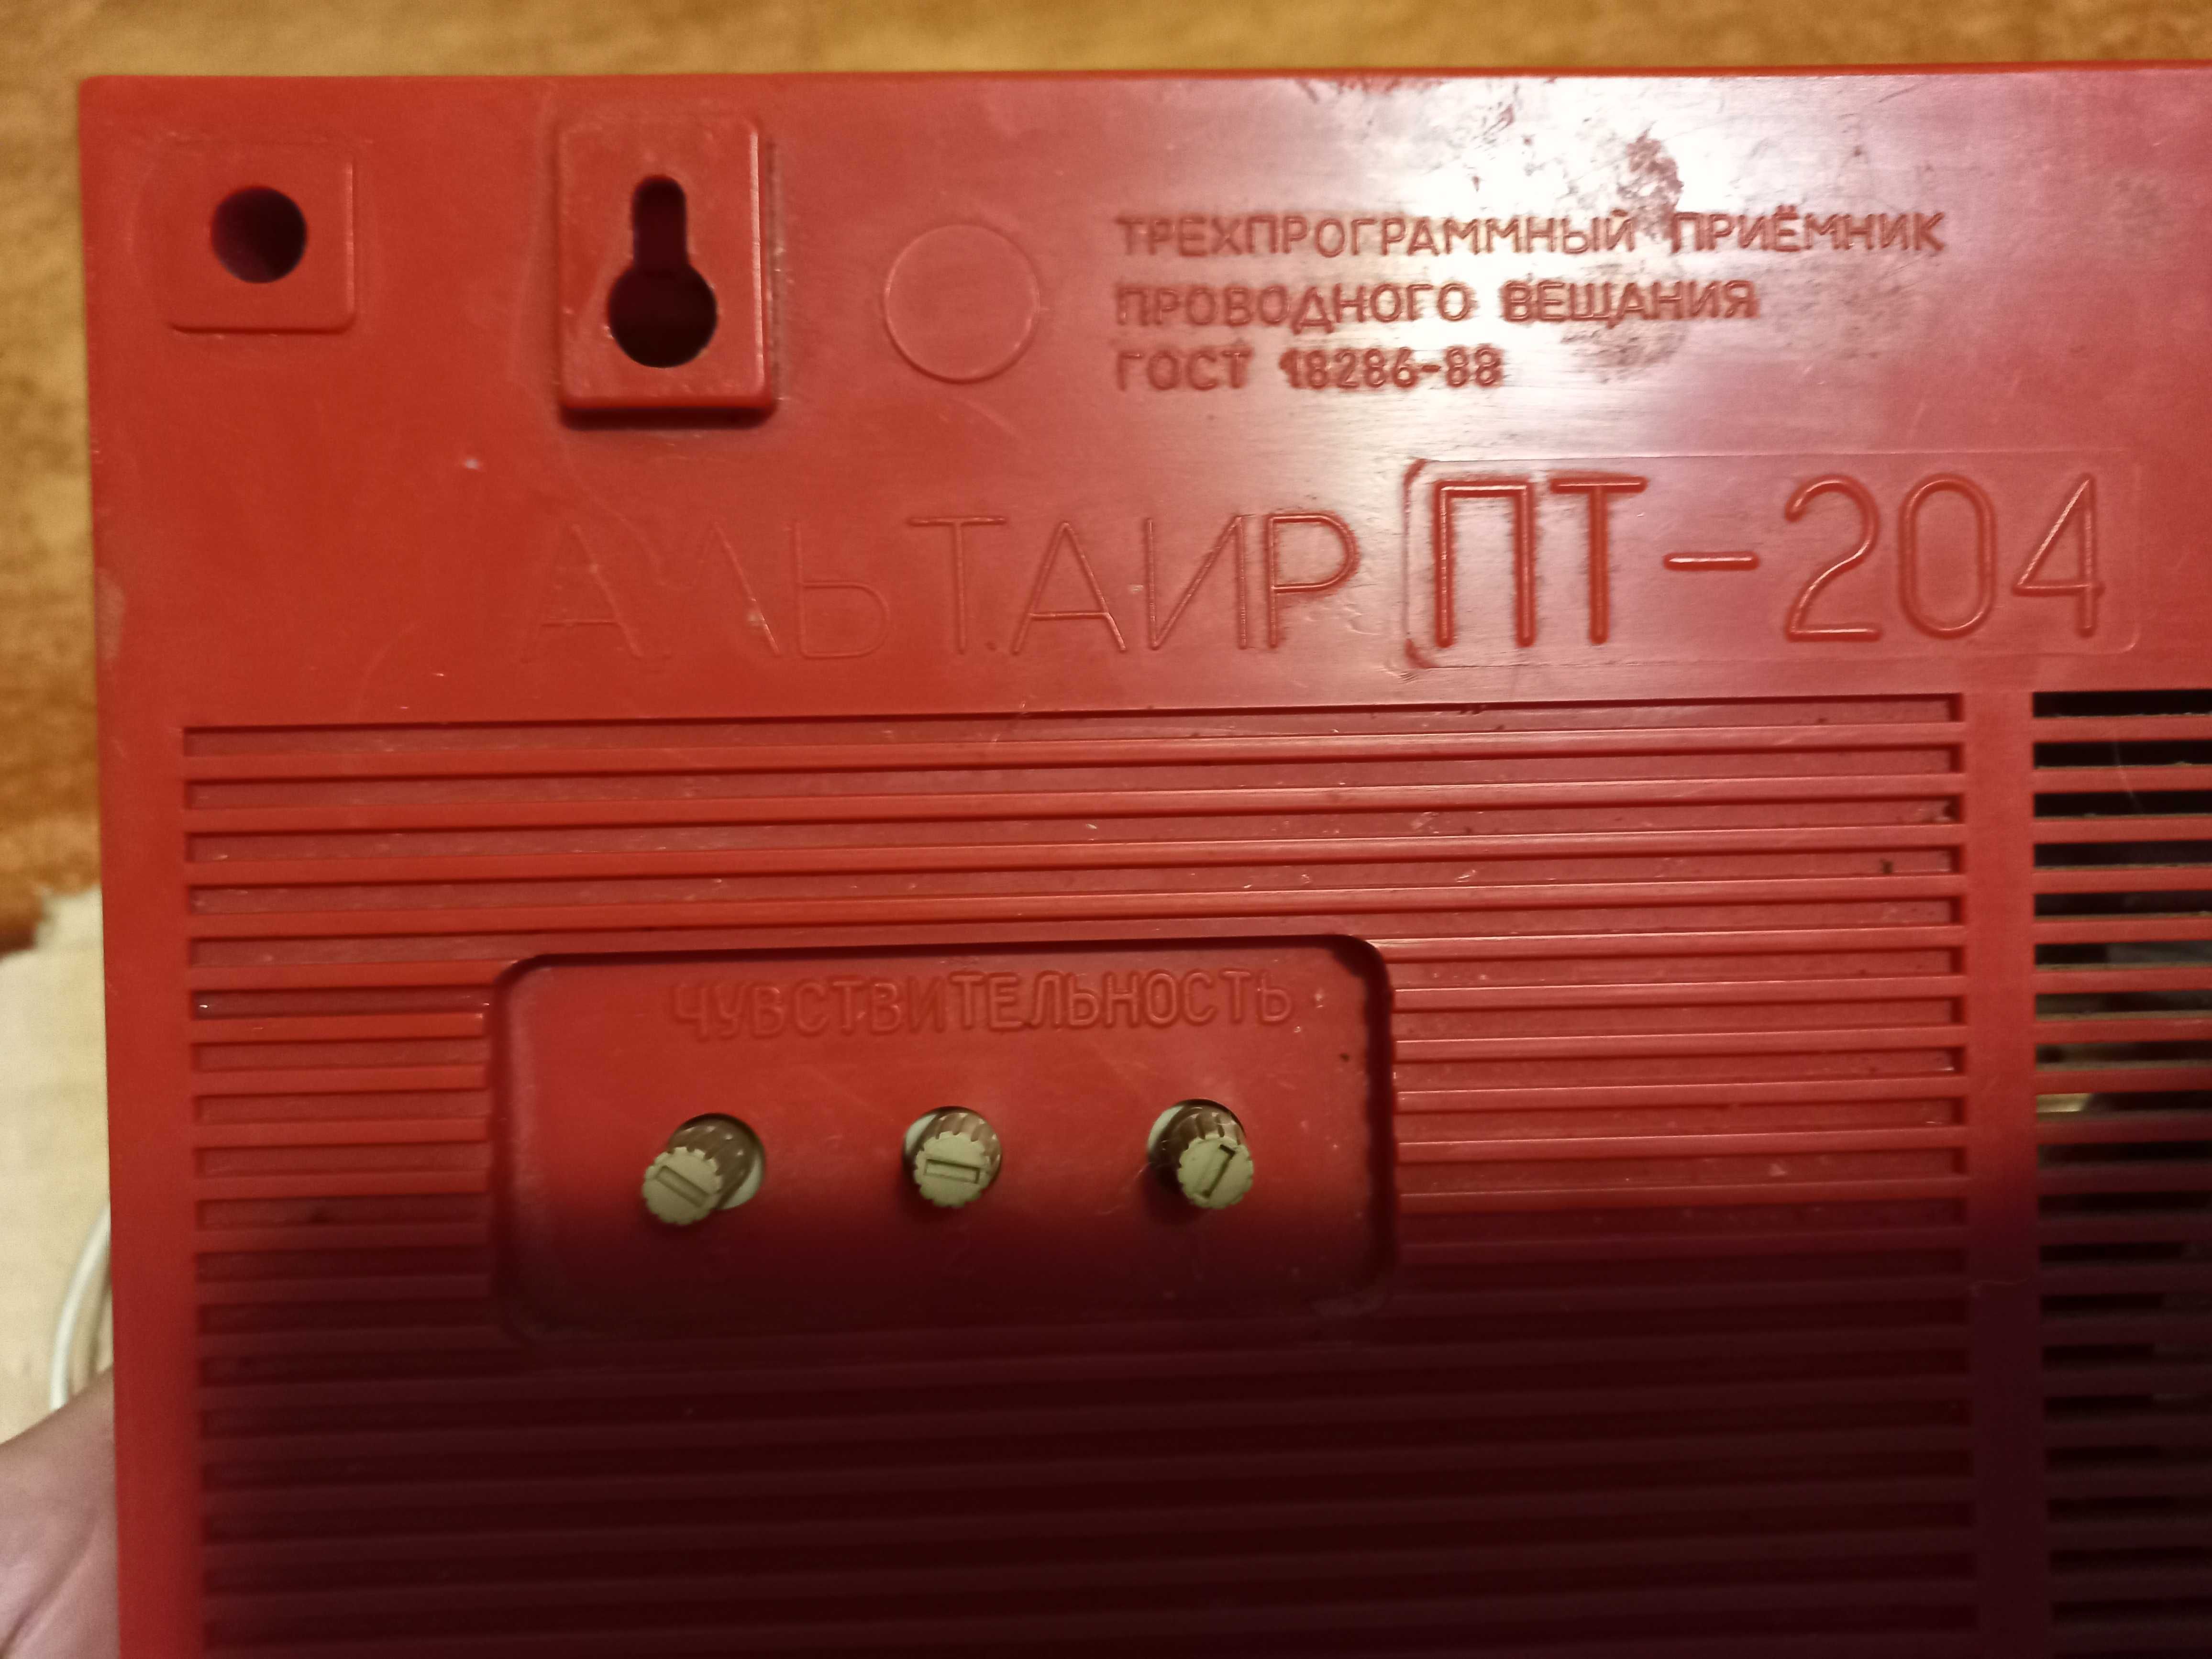 ТРЕХПРОГРАММНЫЙ ПРИЁМНИК
ПРОВОДНОГО ВЕЩАНИЯ
ГОСТ 18286-88
АЛЬТАИР ПТ-204
ЧУВСТВИТЕЛЬНОСТЬ